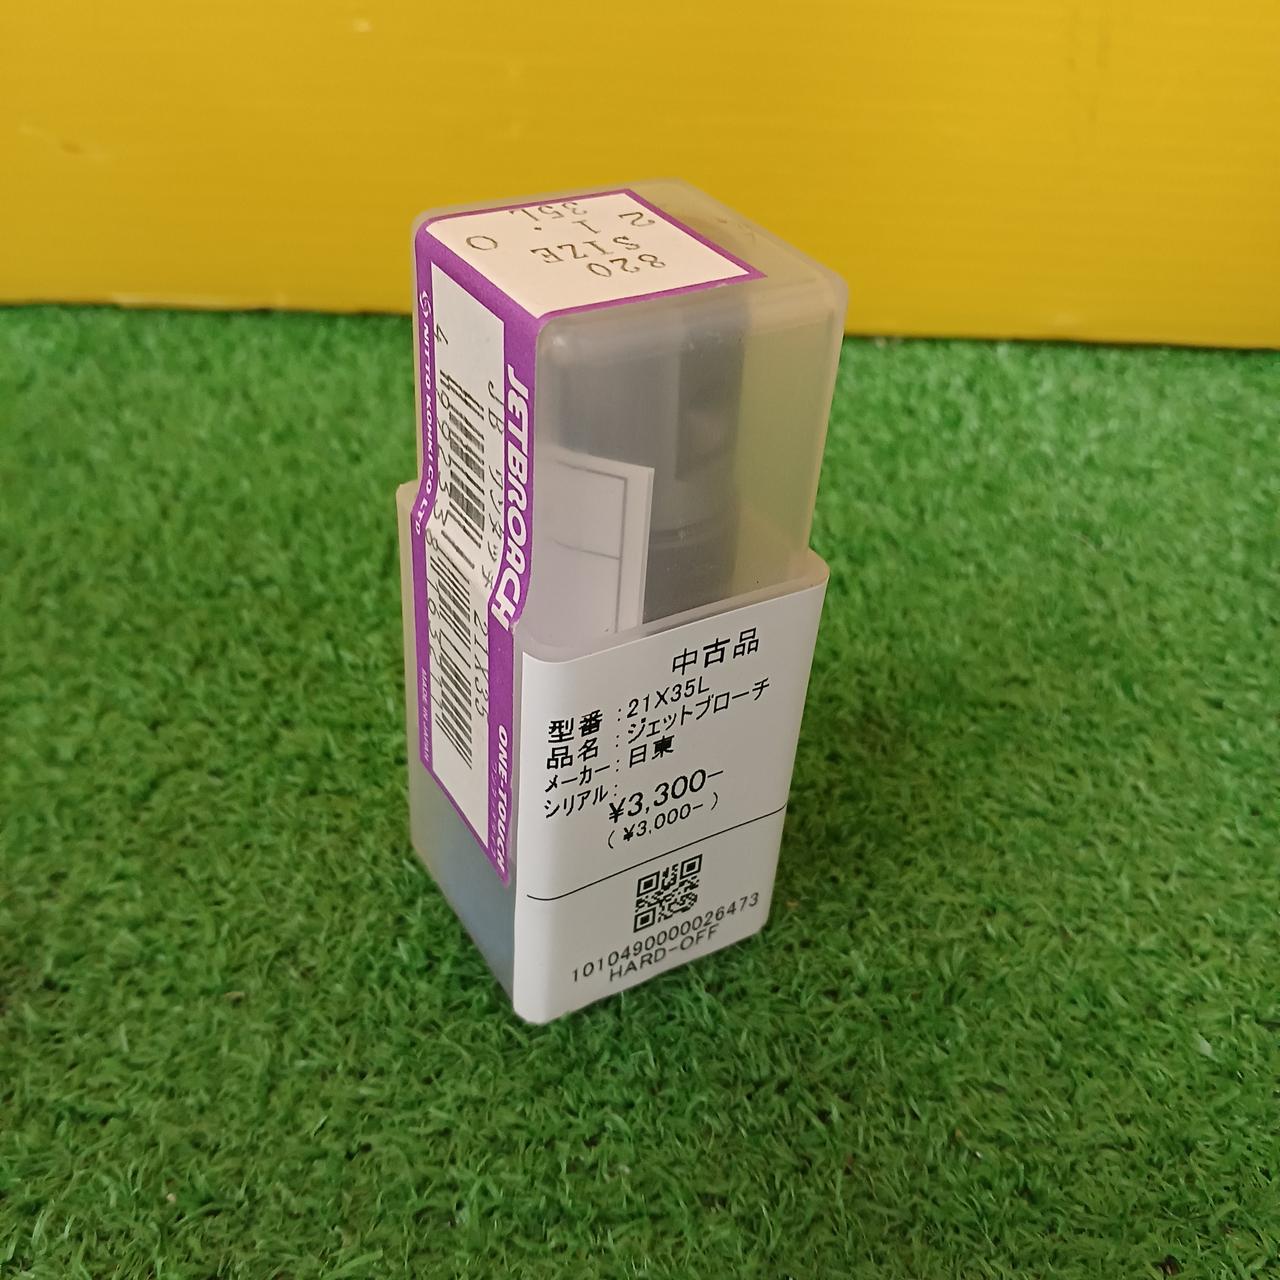 820
SIZE
21.0
35L
JETBROACH
ONE-TOUCH
JB ワンタッチ 21X35
NITTO KOHKI CO.,LTD
MADE IN JAPAN
中古品
型番:21X35L
品名:ジェットブローチ
メーカー:日東
シリアル:
¥3,300-
(¥3,000-)
1010490000026473
HARD-OFF